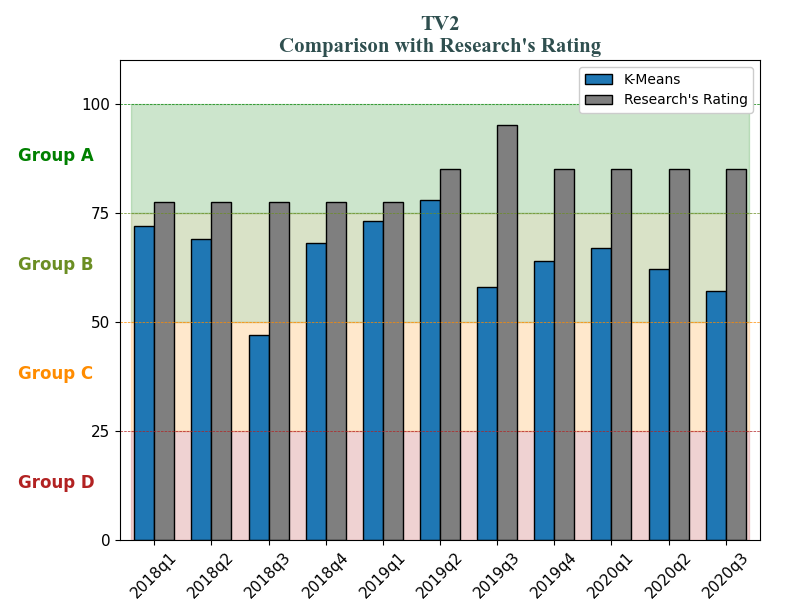 TV2
Comparison with Research's Rating
K-Means
Research's Rating
100
Group A
75
Group B
50
Group C
25
Group D
0
2018q1
2018q2
2018q3
2018q4
2019q1
2019q2
2019q3
2019q4
2020q1
2020q2
2020q3